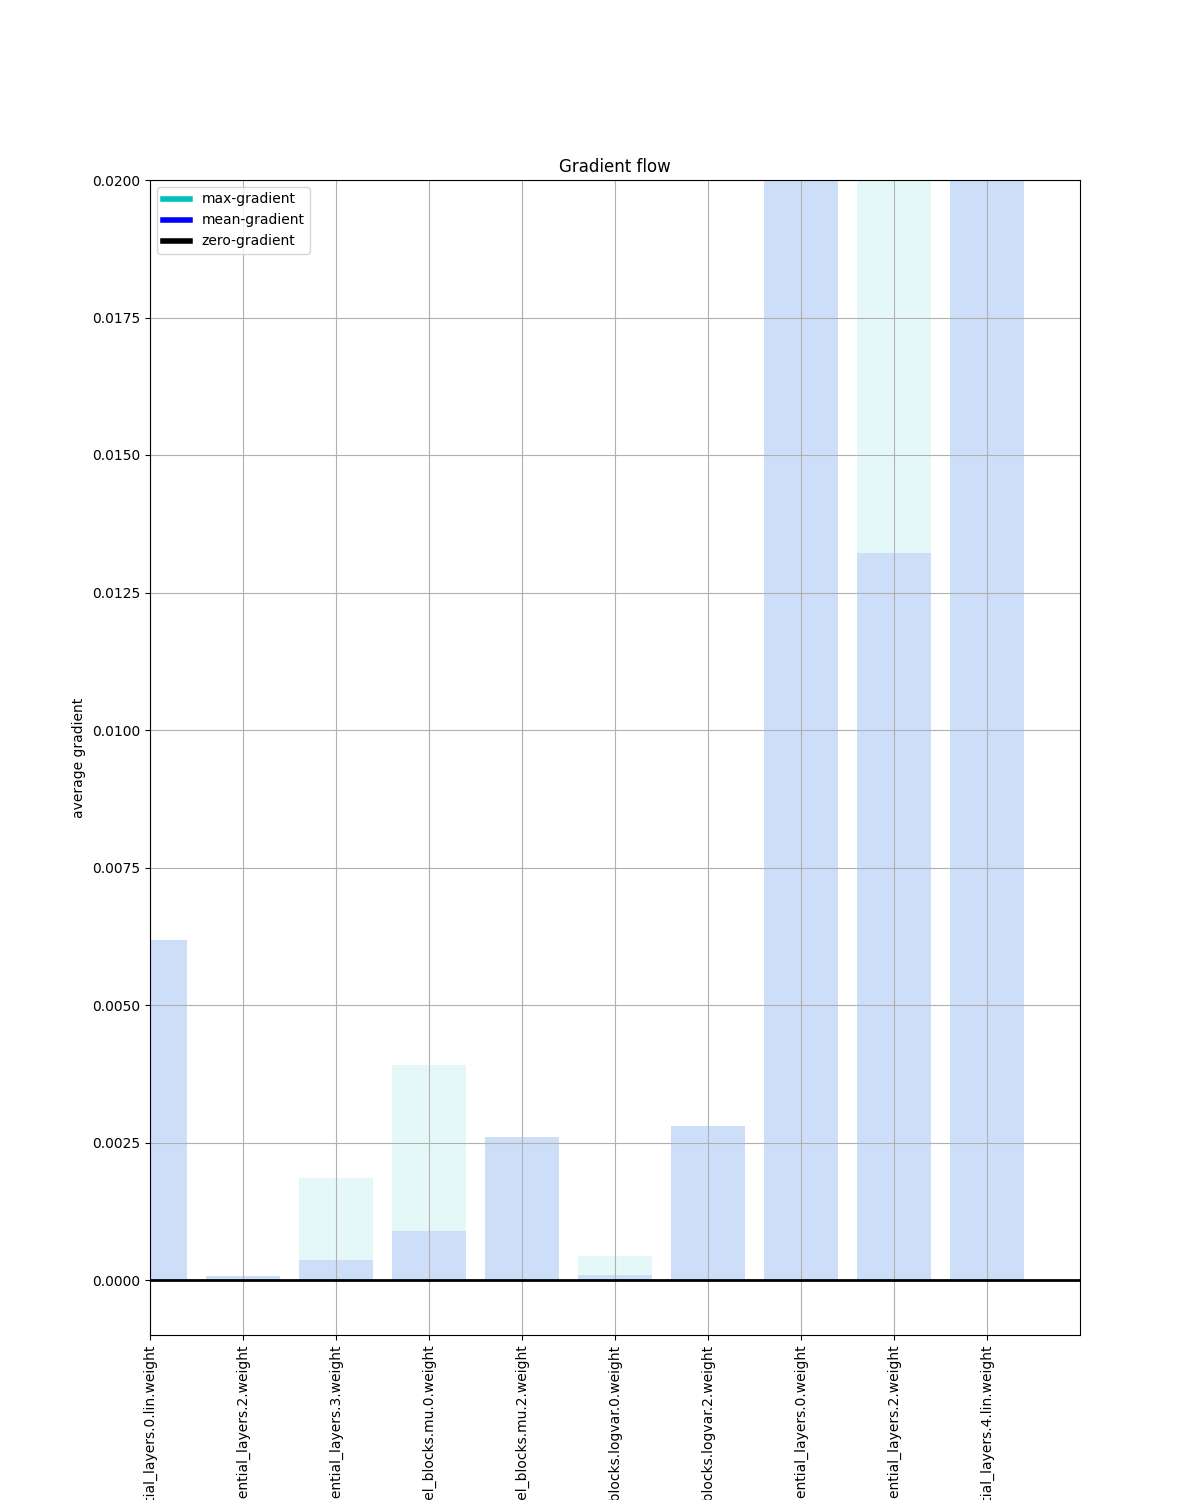 Gradient flow
max-gradient
mean-gradient
zero-gradient
0.0200
0.0175
0.0150
0.0125
0.0100
0.0075
0.0050
0.0025
0.0000
average gradient
tial_layers.0.lin.weight
ential_layers.2.weight
ential_layers.3.weight
el_blocks.mu.0.weight
el_blocks.mu.2.weight
blocks.logvar.0.weight
blocks.logvar.2.weight
ential_layers.0.weight
ential_layers.2.weight
tial_layers.4.lin.weight